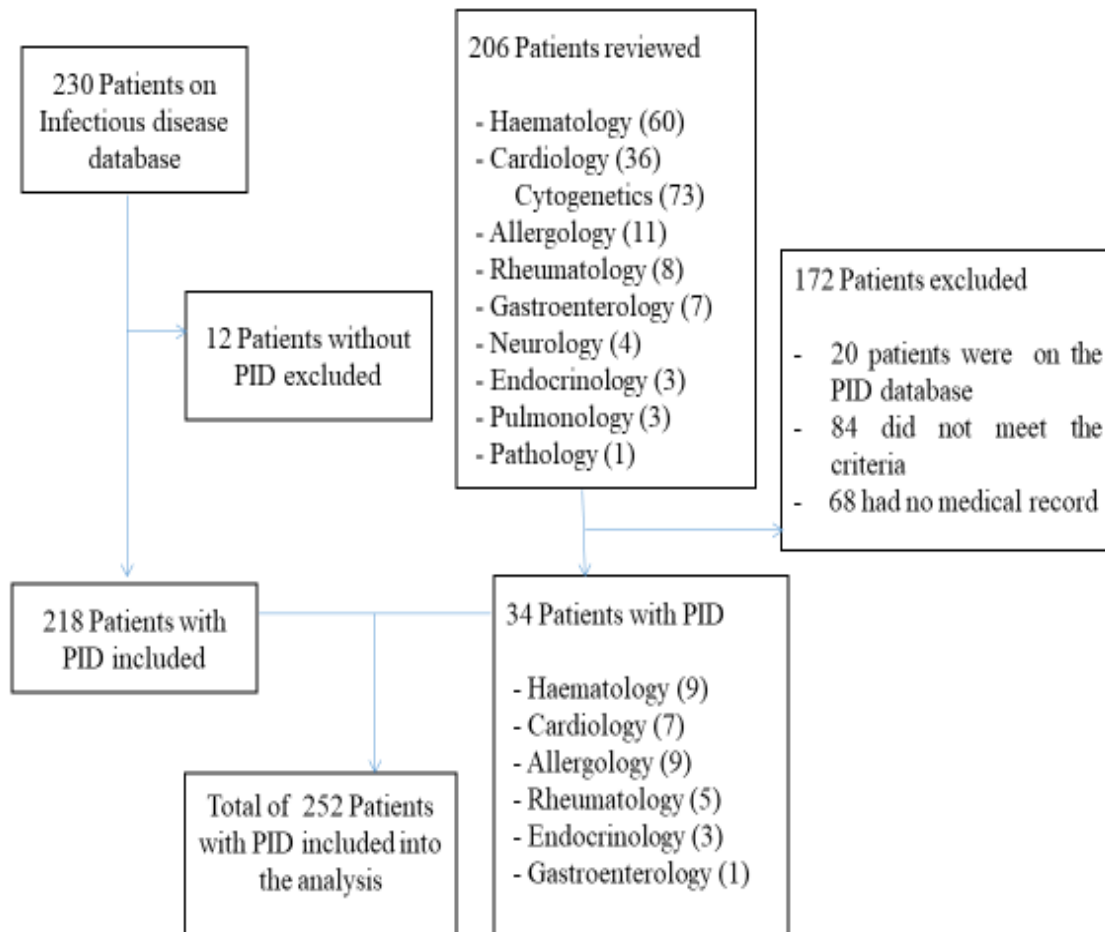 230 Patients on
Infectious disease
database
206 Patients reviewed
- Haematology (60)
- Cardiology (36)
Cytogenetics (73)
- Allergology (11)
- Rheumatology (8)
- Gastroenterology (7)
- Neurology (4)
- Endocrinology (3)
- Pulmonology (3)
- Pathology (1)
12 Patients without
PID excluded
172 Patients excluded
- 20 patients were on the
PID database
- 84 did not meet the
criteria
- 68 had no medical record
218 Patients with
PID included
34 Patients with PID
- Haematology (9)
- Cardiology (7)
- Allergology (9)
- Rheumatology (5)
- Endocrinology (3)
- Gastroenterology (1)
Total of 252 Patients
with PID included into
the analysis